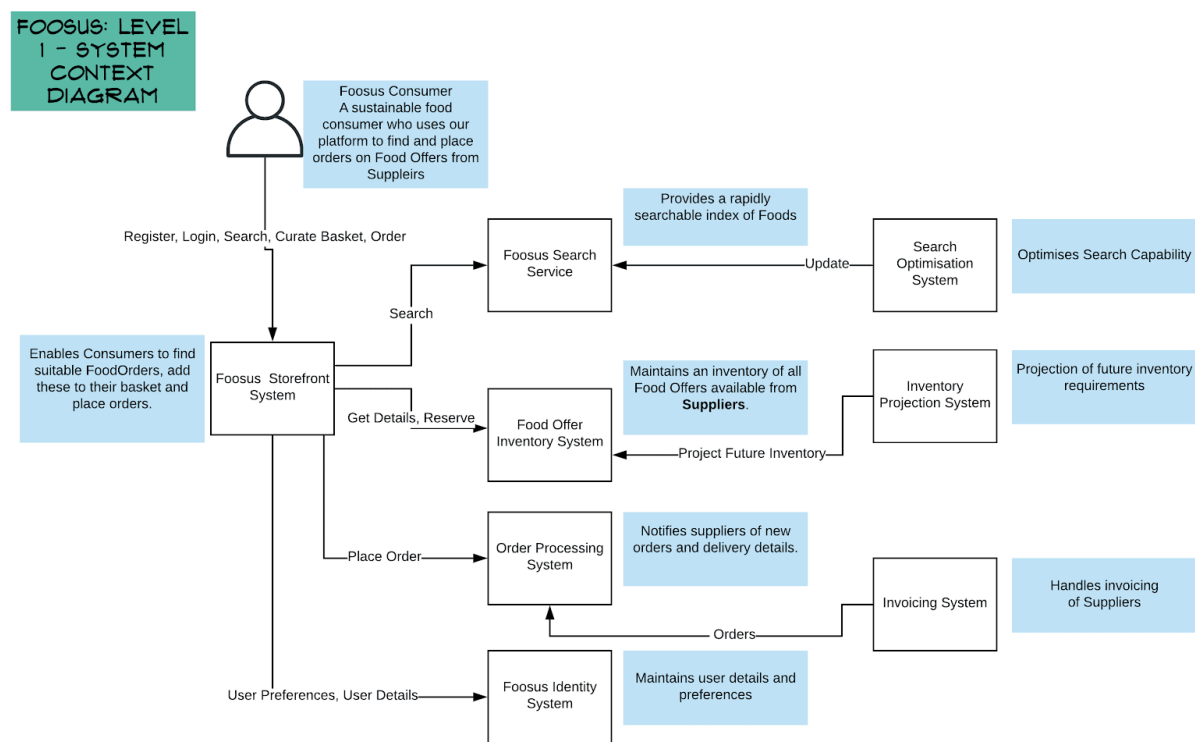 FOOSUS: LEVEL
1 - SYSTEM
CONTEXT
DIAGRAM
Foosus Consumer
A sustainable food
consumer who uses our
platform to find and place
orders on Food Offers from
Suppleirs
Register, Login, Search, Curate Basket, Order
Provides a rapidly
searchable index of Foods
Foosus Search
Service
Update
Search
Optimisation
System
Optimises Search Capability
Search
Enables Consumers to find
suitable FoodOrders, add
these to their basket and
place orders.
Foosus Storefront
System
Get Details, Reserve
Maintains an inventory of all
Food Offers available from
Suppliers.
Food Offer
Inventory System
Project Future Inventory
Inventory
Projection System
Projection of future inventory
requirements
Place Order
Order Processing
System
Notifies suppliers of new
orders and delivery details.
Orders
Invoicing System
Handles invoicing
of Suppliers
User Preferences, User Details
Foosus Identity
System
Maintains user details and
preferences